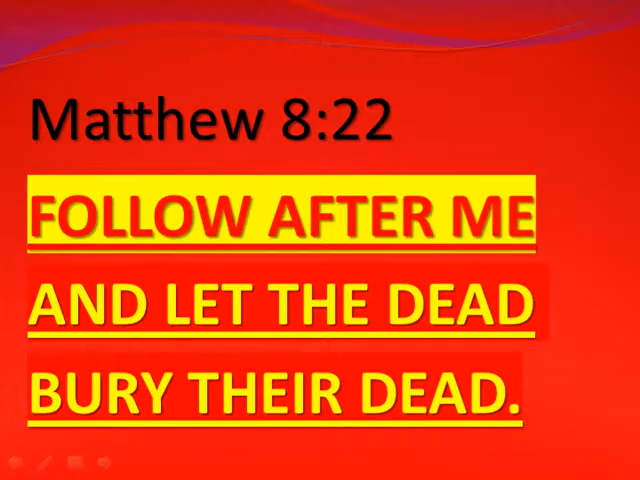 Matthew 8:22
FOLLOW AFTER ME
AND LET THE DEAD
BURY THEIR DEAD.